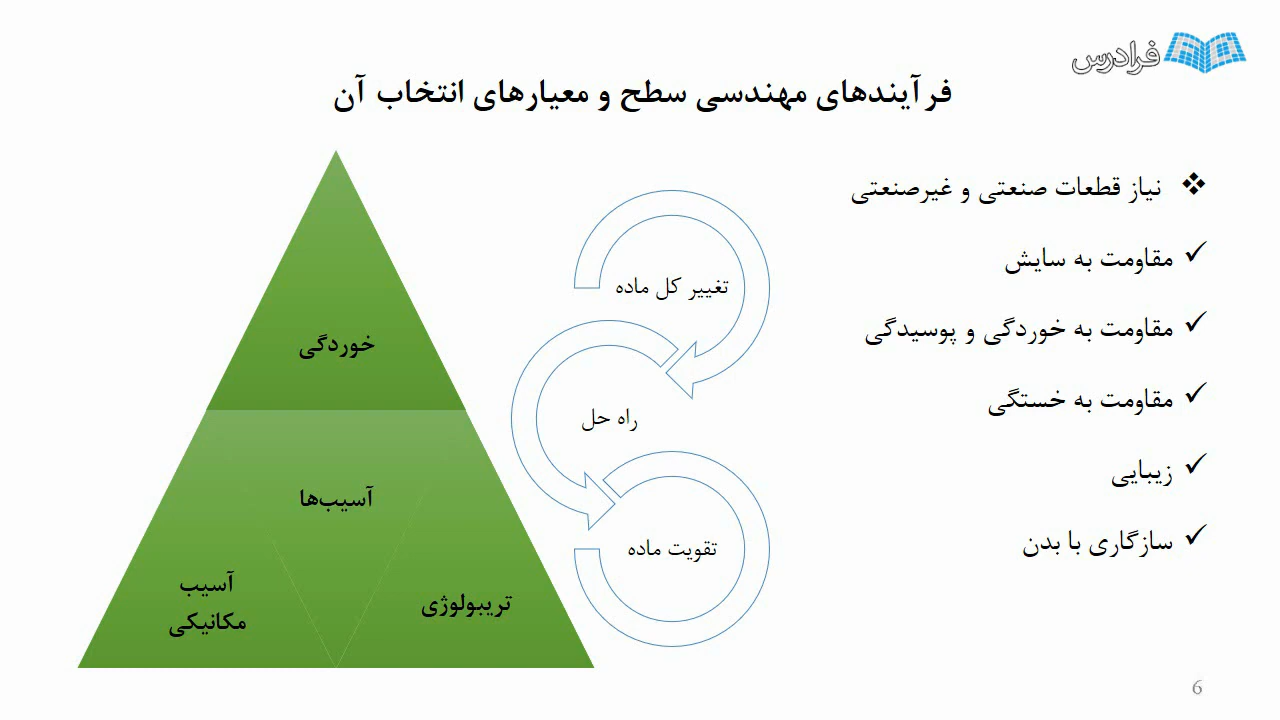 فرادرس
فرآیندهای مهندسی سطح و معیارهای انتخاب آن
نیاز قطعات صنعتی و غیرصنعتی
مقاومت به سایش
مقاومت به خوردگی و پوسیدگی
مقاومت به خستگی
زیبایی
سازگاری با بدن
تغییر کل ماده
راه حل
تقویت ماده
خوردگی
آسیب‌ها
تریبولوژی
آسیب
مکانیکی
6